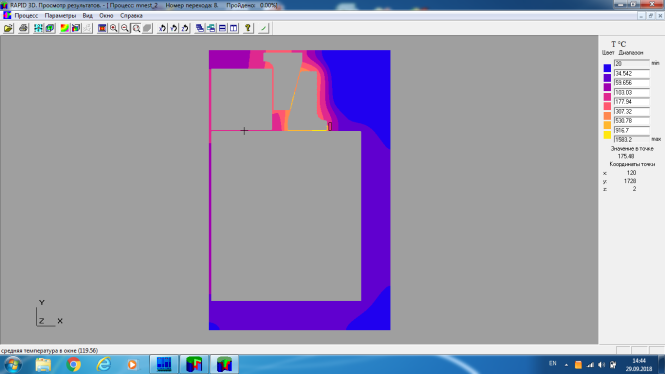 RAPID 3D. Просмотр результатов. - [ Процесс: mnest_2 Номер перехода: 8. Пройдено: 0.00%]
Процесс Параметры Вид Окно Справка
T °C
Цвет Диапазон
20 min
34.542
59.656
103.03
177.94
307.32
530.78
916.7
1583.2 max
Значение в точке
175.48
Координаты точки
x: 120
y: 1728
z: 2
Y
Z X
средняя температура в окне (119.56)
EN
14:44
29.09.2018